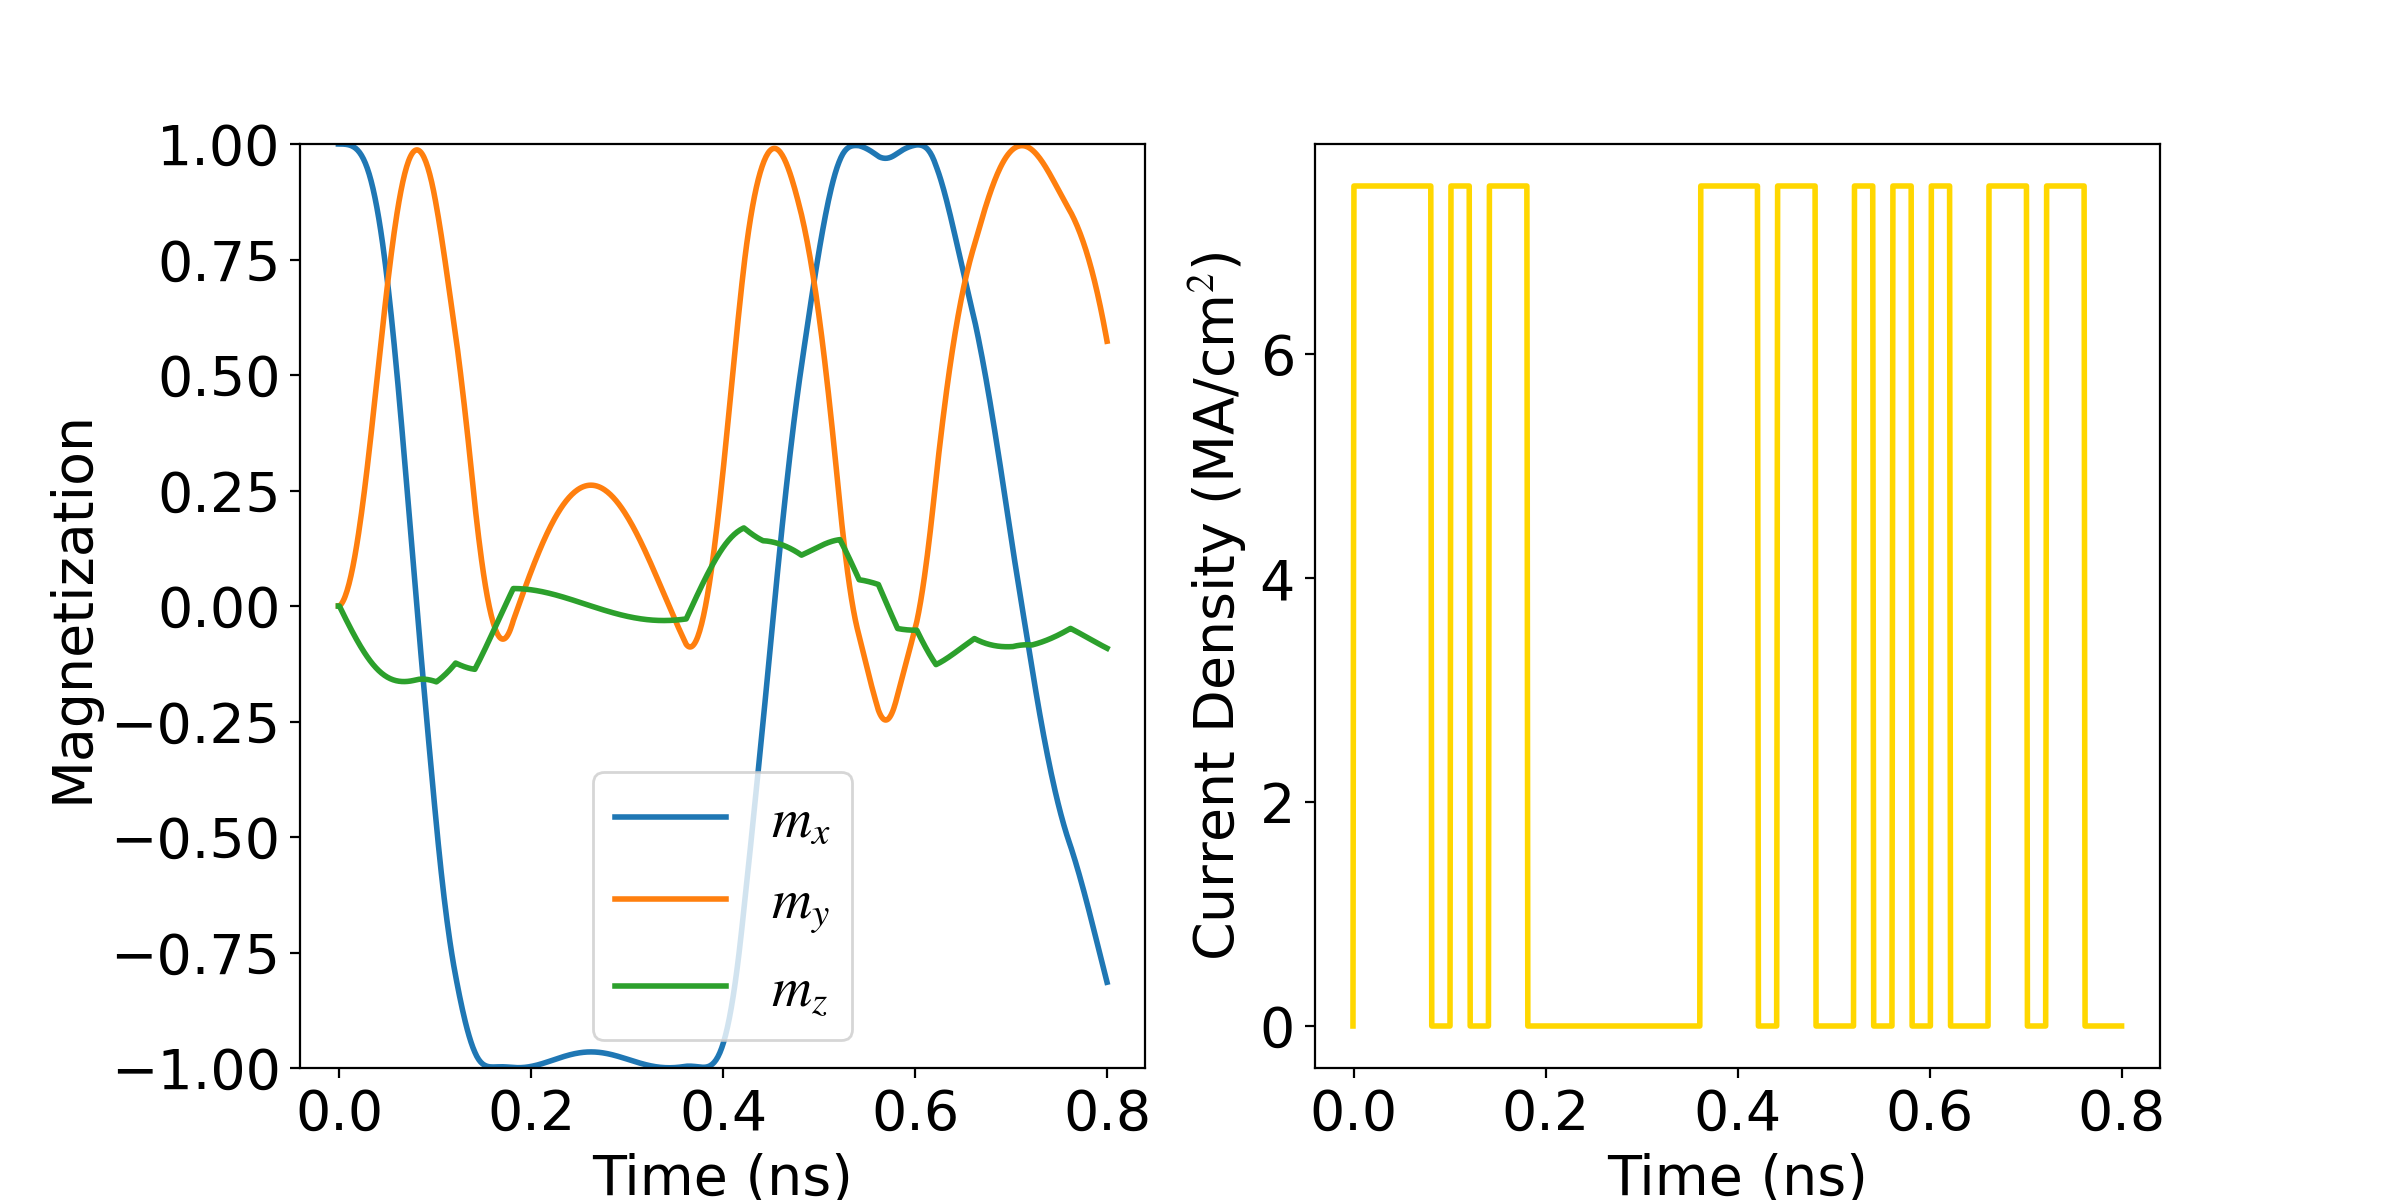 1.00
0.75
0.50
0.25
0.00
−0.25
−0.50
−0.75
−1.00
Magnetization
0.0 0.2 0.4 0.6 0.8
Time (ns)
m_x
m_y
m_z
6
4
2
0
Current Density (MA/cm²)
0.0 0.2 0.4 0.6 0.8
Time (ns)